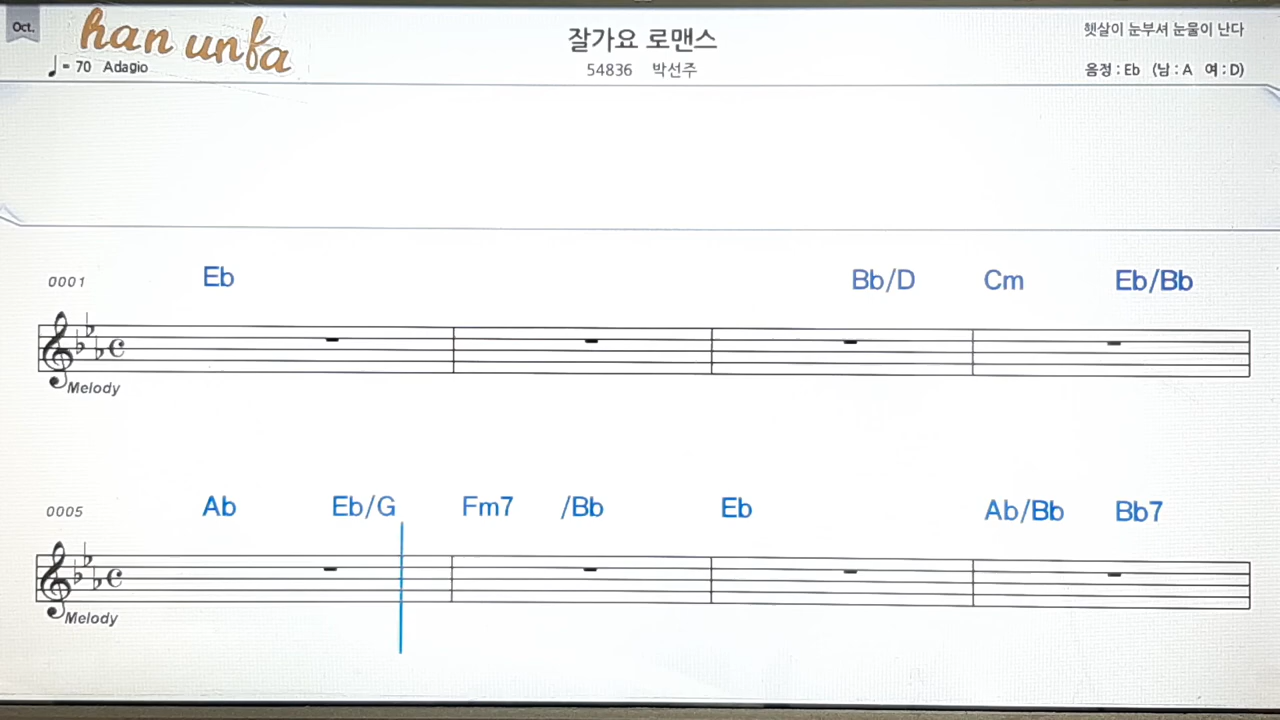 Oct.
han unfa
잘가요 로맨스
햇살이 눈부셔 눈물이 난다
♩= 70 Adagio
54836 박선주
음정 : Eb (남 : A 여 : D)
0001 Eb Bb/D Cm Eb/Bb
Melody
0005 Ab Eb/G Fm7 /Bb Eb Ab/Bb Bb7
Melody